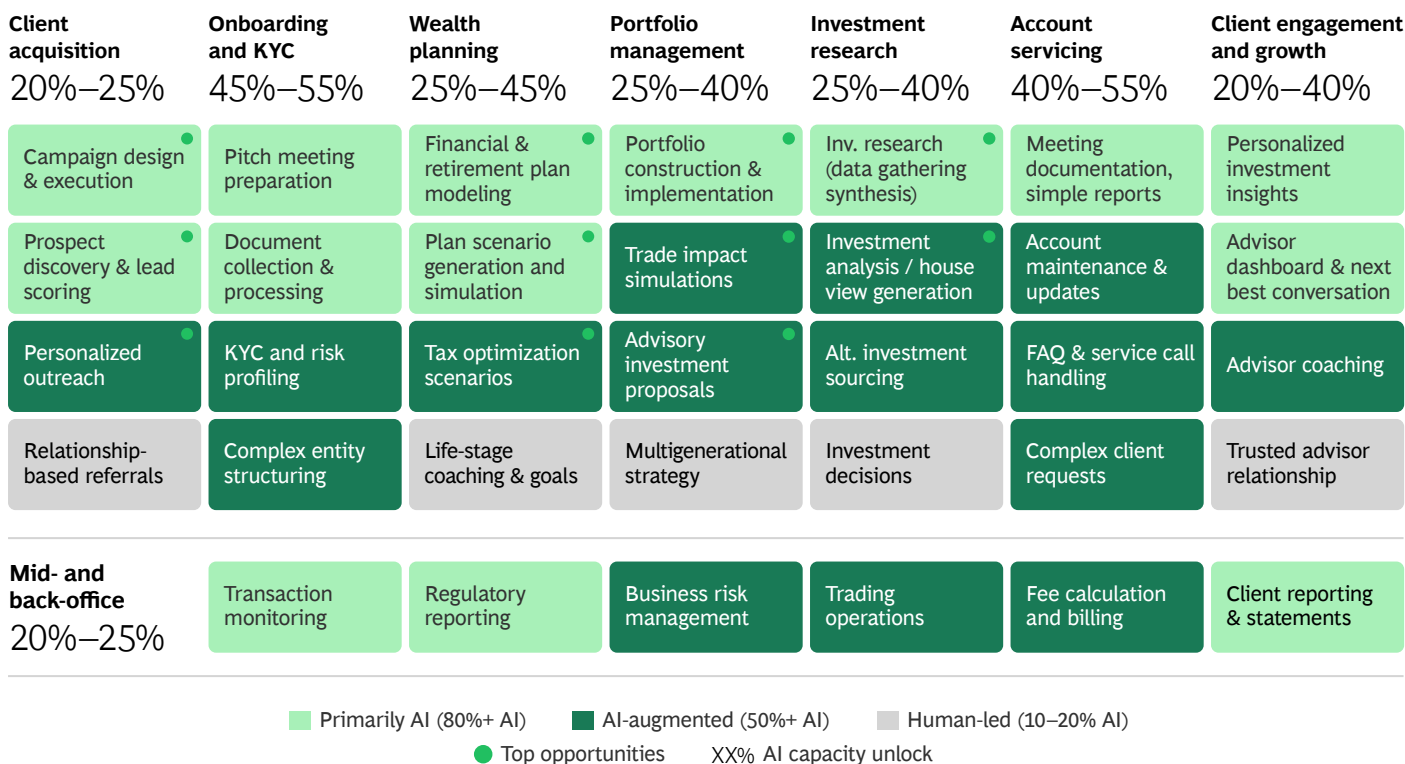 Client
acquisition
20%–25%
Onboarding
and KYC
45%–55%
Wealth
planning
25%–45%
Portfolio
management
25%–40%
Investment
research
25%–40%
Account
servicing
40%–55%
Client engagement
and growth
20%–40%
Campaign design
& execution
Pitch meeting
preparation
Financial &
retirement plan
modeling
Portfolio
construction &
implementation
Inv. research
(data gathering
synthesis)
Meeting
documentation,
simple reports
Personalized
investment
insights
Prospect
discovery & lead
scoring
Document
collection &
processing
Plan scenario
generation and
simulation
Trade impact
simulations
Investment
analysis / house
view generation
Account
maintenance &
updates
Advisor
dashboard & next
best conversation
Personalized
outreach
KYC and risk
profiling
Tax optimization
scenarios
Advisory
investment
proposals
Alt. investment
sourcing
FAQ & service call
handling
Advisor coaching
Relationship-
based referrals
Complex entity
structuring
Life-stage
coaching & goals
Multigenerational
strategy
Investment
decisions
Complex client
requests
Trusted advisor
relationship
Mid- and
back-office
20%–25%
Transaction
monitoring
Regulatory
reporting
Business risk
management
Trading
operations
Fee calculation
and billing
Client reporting
& statements
Primarily AI (80%+ AI)
AI-augmented (50%+ AI)
Human-led (10–20% AI)
Top opportunities
XX% AI capacity unlock